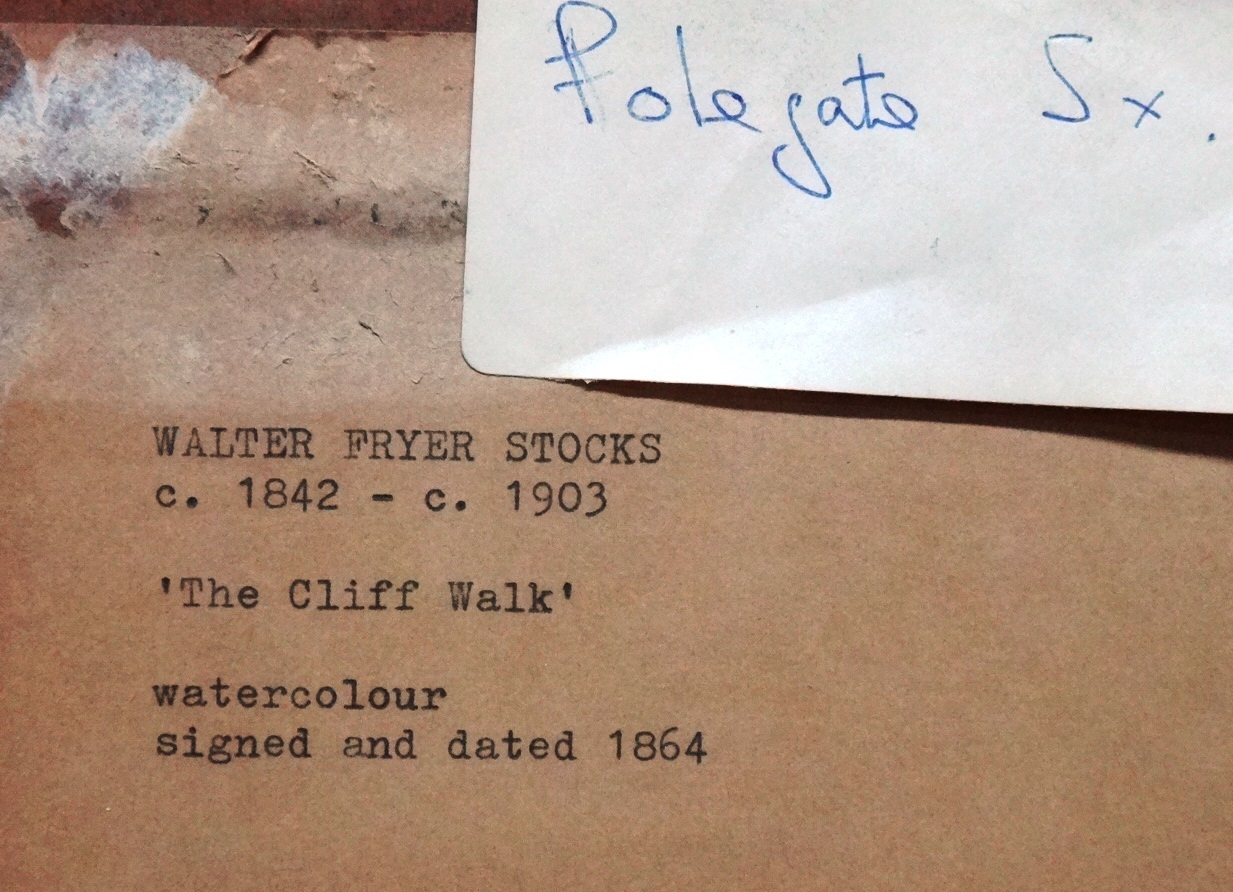 Polegate Sx.
WALTER FRYER STOCKS
c. 1842 - c. 1903
'The Cliff Walk'
watercolour
signed and dated 1864